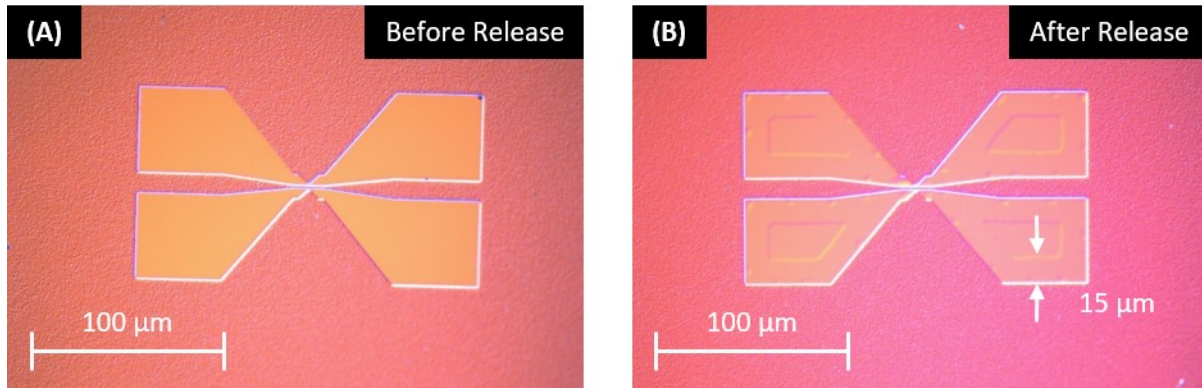 (A)
Before Release
100 μm
(B)
After Release
15 μm
100 μm